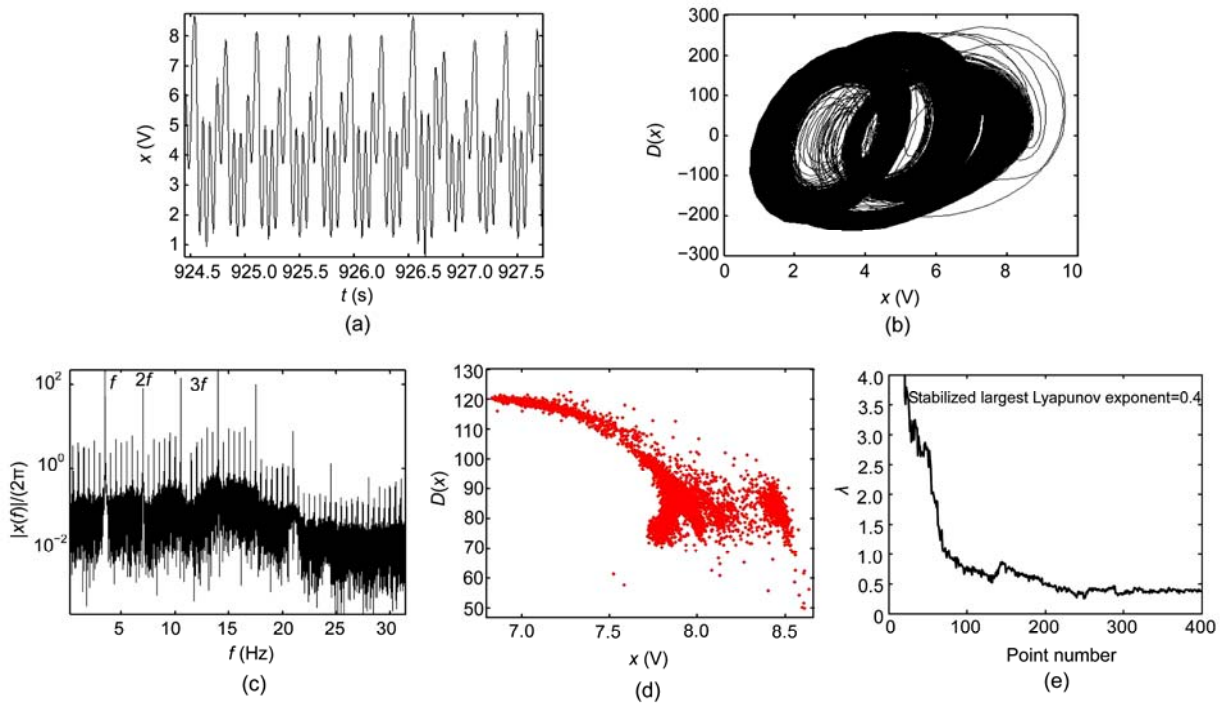 8
7
6
5
4
3
2
1
x (V)
924.5 925.0 925.5 926.0 926.5 927.0 927.5
t (s)
(a)
300
200
100
0
−100
−200
−300
D(x)
0 2 4 6 8 10
x (V)
(b)
10²
10⁰
10⁻²
|x(f)|/(2π)
f 2f 3f
5 10 15 20 25 30
f (Hz)
(c)
130
120
110
100
90
80
70
60
50
D(x)
7.0 7.5 8.0 8.5
x (V)
(d)
4.0
3.5
3.0
2.5
2.0
1.5
1.0
0.5
0
λ
Stabilized largest Lyapunov exponent=0.4
0 100 200 300 400
Point number
(e)